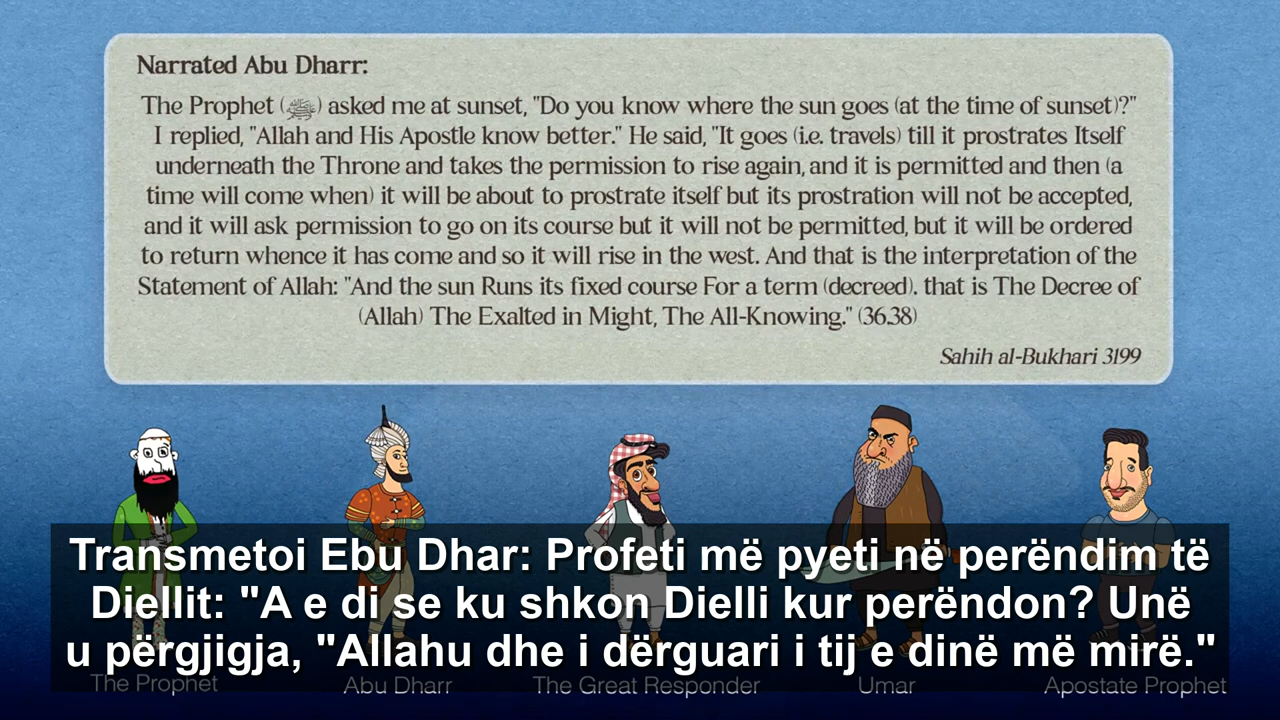 Narrated Abu Dharr:
The Prophet (ﷺ) asked me at sunset, "Do you know where the sun goes (at the time of sunset)?"
I replied, "Allah and His Apostle know better." He said, "It goes (i.e. travels) till it prostrates Itself
underneath the Throne and takes the permission to rise again, and it is permitted and then (a
time will come when) it will be about to prostrate itself but its prostration will not be accepted,
and it will ask permission to go on its course but it will not be permitted, but it will be ordered
to return whence it has come and so it will rise in the west. And that is the interpretation of the
Statement of Allah: "And the sun Runs its fixed course For a term (decreed). that is The Decree of
(Allah) The Exalted in Might, The All-Knowing." (36.38)
Sahih al-Bukhari 3199
Transmetoi Ebu Dhar: Profeti më pyeti në perëndim të
Diellit: "A e di se ku shkon Dielli kur perëndon? Unë
u përgjigja, "Allahu dhe i dërguari i tij e dinë më mirë."
The Prophet Abu Dharr The Great Responder Umar Apostate Prophet